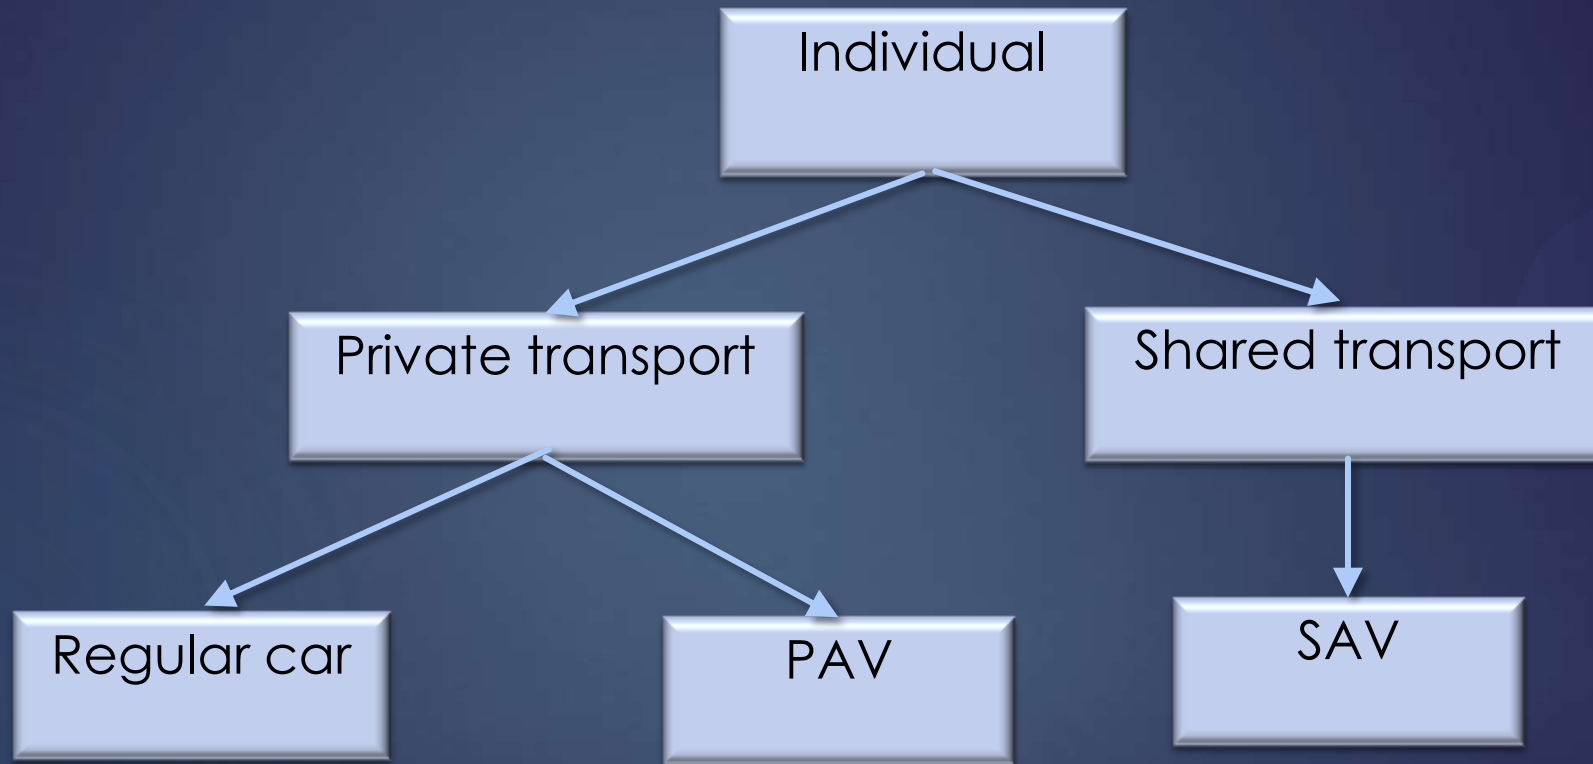 Individual
Private transport
Shared transport
Regular car
PAV
SAV